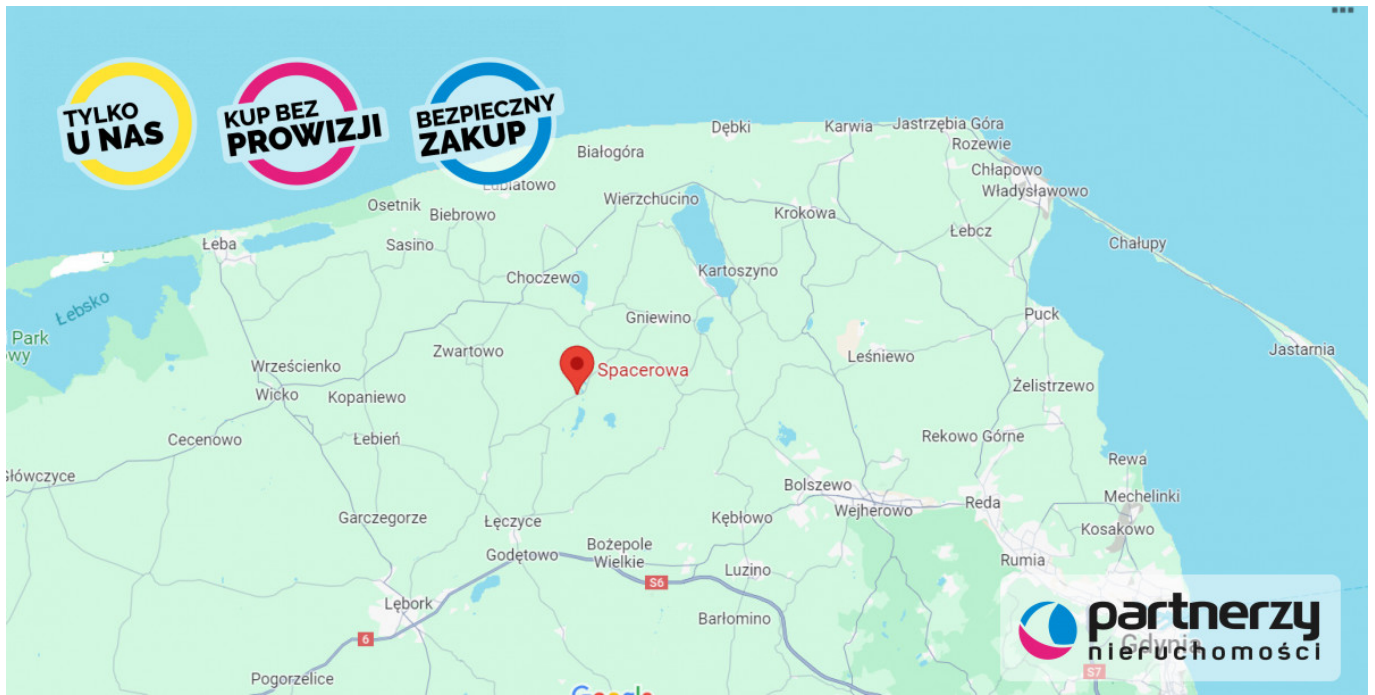 TYLKO
U NAS
KUP BEZ
PROWIZJI
BEZPIECZNY
ZAKUP
Dębki
Karwia
Jastrzębia Góra
Rozewie
Białogóra
Chłapowo
Władysławowo
Osetnik
Biebrowo
Wierzchucino
Krokowa
Łeba
Sasino
Łebcz
Chałupy
Choczewo
Kartoszyno
Łebsko
Gniewino
Puck
Park
Zwartowo
Leśniewo
Jastarnia
Wrześcienko
Spacerowa
Żelistrzewo
Wicko
Kopaniewo
Cecenowo
Łebień
Rekowo Górne
Rewa
Bolszewo
Mechelinki
Wejherowo
Reda
Garczegorze
Łęczyce
Kębłowo
Kosakowo
Godętowo
Bożepole
Wielkie
Luzino
Rumia
S6
Lębork
Barłomino
6
partnerzy
nieruchomości
Gdynia
S7
Pogorzelice
Google